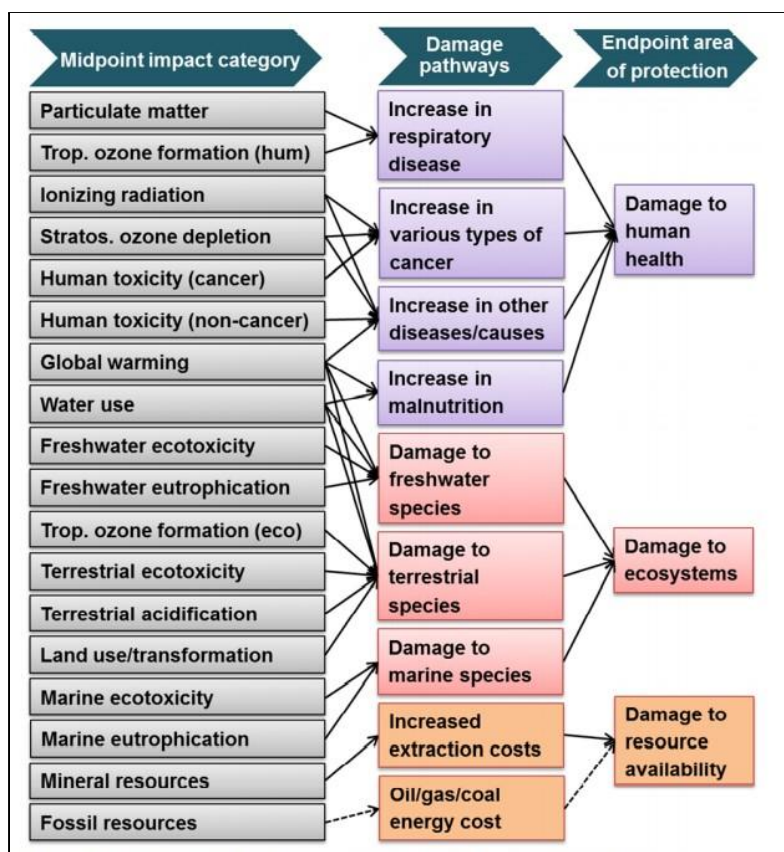 Midpoint impact category
Damage
pathways
Endpoint area
of protection
Particulate matter
Trop. ozone formation (hum)
Ionizing radiation
Stratos. ozone depletion
Human toxicity (cancer)
Human toxicity (non-cancer)
Global warming
Water use
Freshwater ecotoxicity
Freshwater eutrophication
Trop. ozone formation (eco)
Terrestrial ecotoxicity
Terrestrial acidification
Land use/transformation
Marine ecotoxicity
Marine eutrophication
Mineral resources
Fossil resources
Increase in
respiratory
disease
Increase in
various types of
cancer
Increase in other
diseases/causes
Increase in
malnutrition
Damage to
freshwater
species
Damage to
terrestrial
species
Damage to
marine species
Increased
extraction costs
Oil/gas/coal
energy cost
Damage to
human
health
Damage to
ecosystems
Damage to
resource
availability